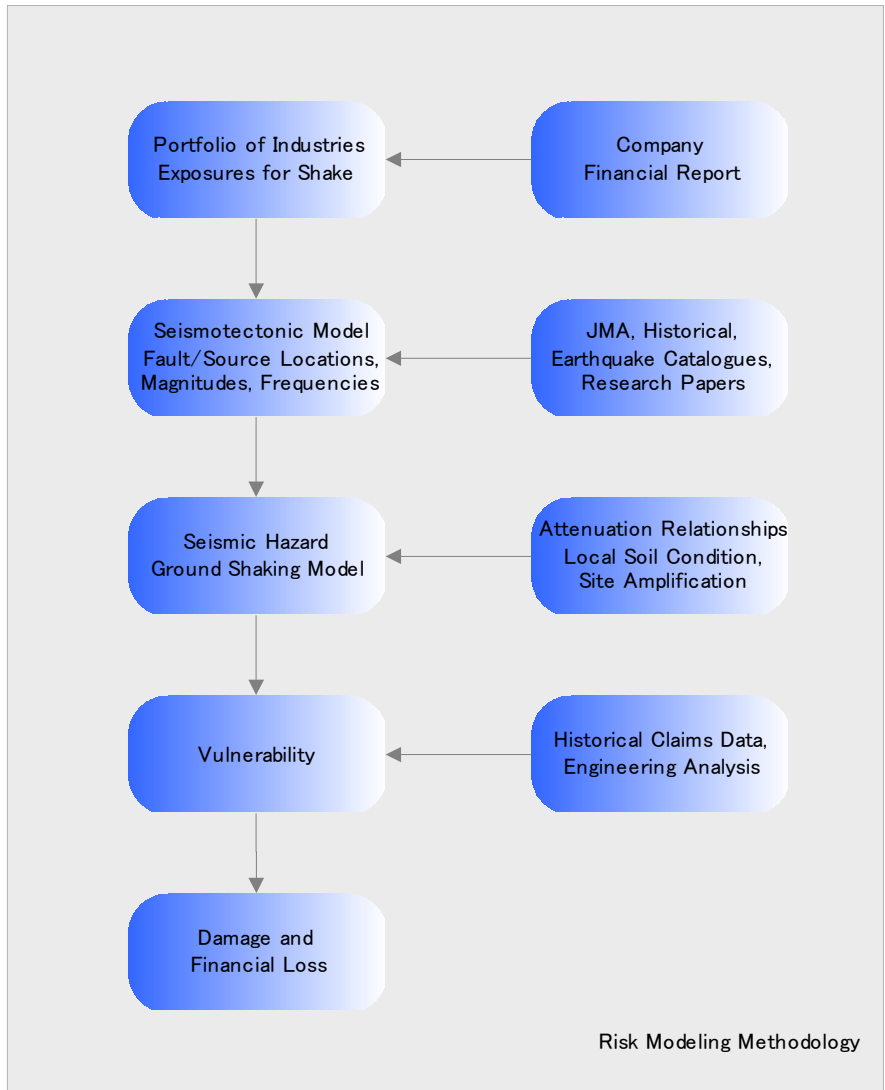 Portfolio of Industries
Exposures for Shake
Company
Financial Report
Seismotectonic Model
Fault/Source Locations,
Magnitudes, Frequencies
JMA, Historical,
Earthquake Catalogues,
Research Papers
Seismic Hazard
Ground Shaking Model
Attenuation Relationships
Local Soil Condition,
Site Amplification
Vulnerability
Historical Claims Data,
Engineering Analysis
Damage and
Financial Loss
Risk Modeling Methodology